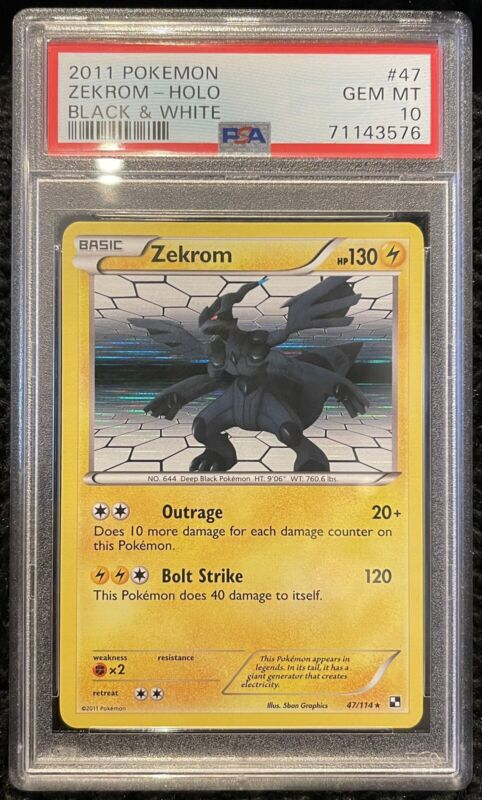 2011 POKEMON #47
ZEKROM - HOLO GEM MT
BLACK & WHITE 10
PSA 71143576
BASIC Zekrom HP130
NO. 644 Deep Black Pokémon HT: 9'06" WT: 760.6 lbs.
Outrage 20+
Does 10 more damage for each damage counter on
this Pokémon.
Bolt Strike 120
This Pokémon does 40 damage to itself.
weakness resistance
×2
retreat
This Pokémon appears in
legends. In its tail, it has a
giant generator that creates
electricity.
©2011 Pokémon Illus. 5ban Graphics 47/114 ★